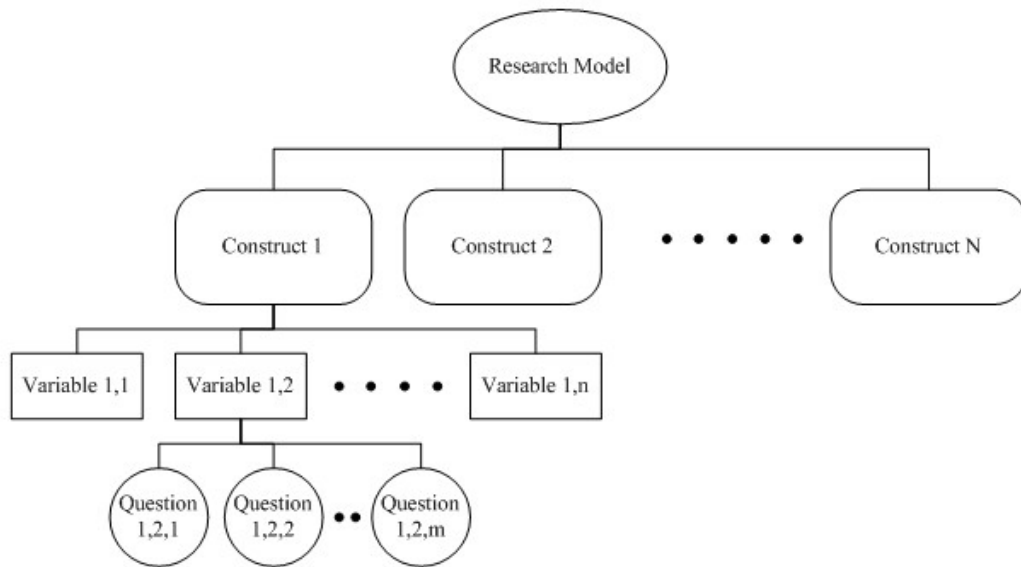 Research Model
Construct 1
Construct 2
Construct N
Variable 1,1
Variable 1,2
Variable 1,n
Question
1,2,1
Question
1,2,2
Question
1,2,m